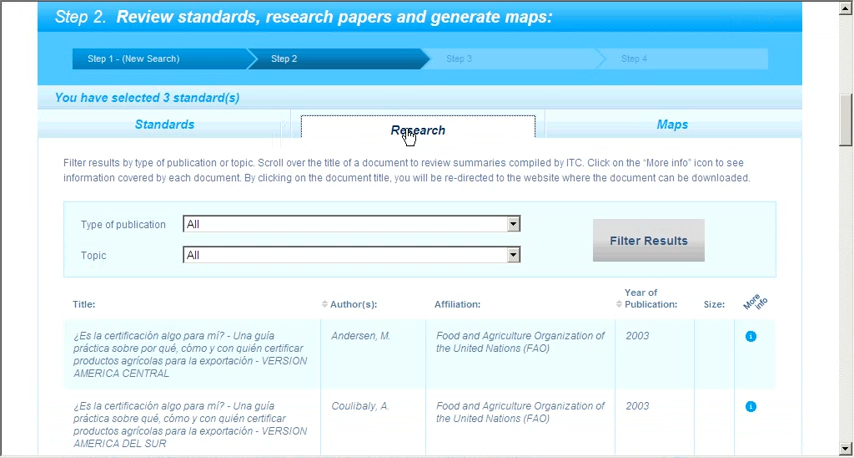 Step 2. Review standards, research papers and generate maps:
Step 1 - (New Search) Step 2 Step 3 Step 4
You have selected 3 standard(s)
Standards Research Maps
Filter results by type of publication or topic. Scroll over the title of a document to review summaries compiled by ITC. Click on the “More info” icon to see
information covered by each document. By clicking on the document title, you will be re-directed to the website where the document can be downloaded.
Type of publication All
Filter Results
Topic All
Title: Author(s): Affiliation: Year of Publication: Size: More Info
¿Es la certificación algo para mí? - Una guía Andersen, M. Food and Agriculture Organization of 2003
práctica sobre por qué, cómo y con quién certificar the United Nations (FAO)
productos agrícolas para la exportación - VERSION
AMERICA CENTRAL
¿Es la certificación algo para mí? - Una guía Coulibaly, A. Food and Agriculture Organization of 2003
práctica sobre por qué, cómo y con quién certificar the United Nations (FAO)
productos agrícolas para la exportación - VERSION
AMERICA DEL SUR